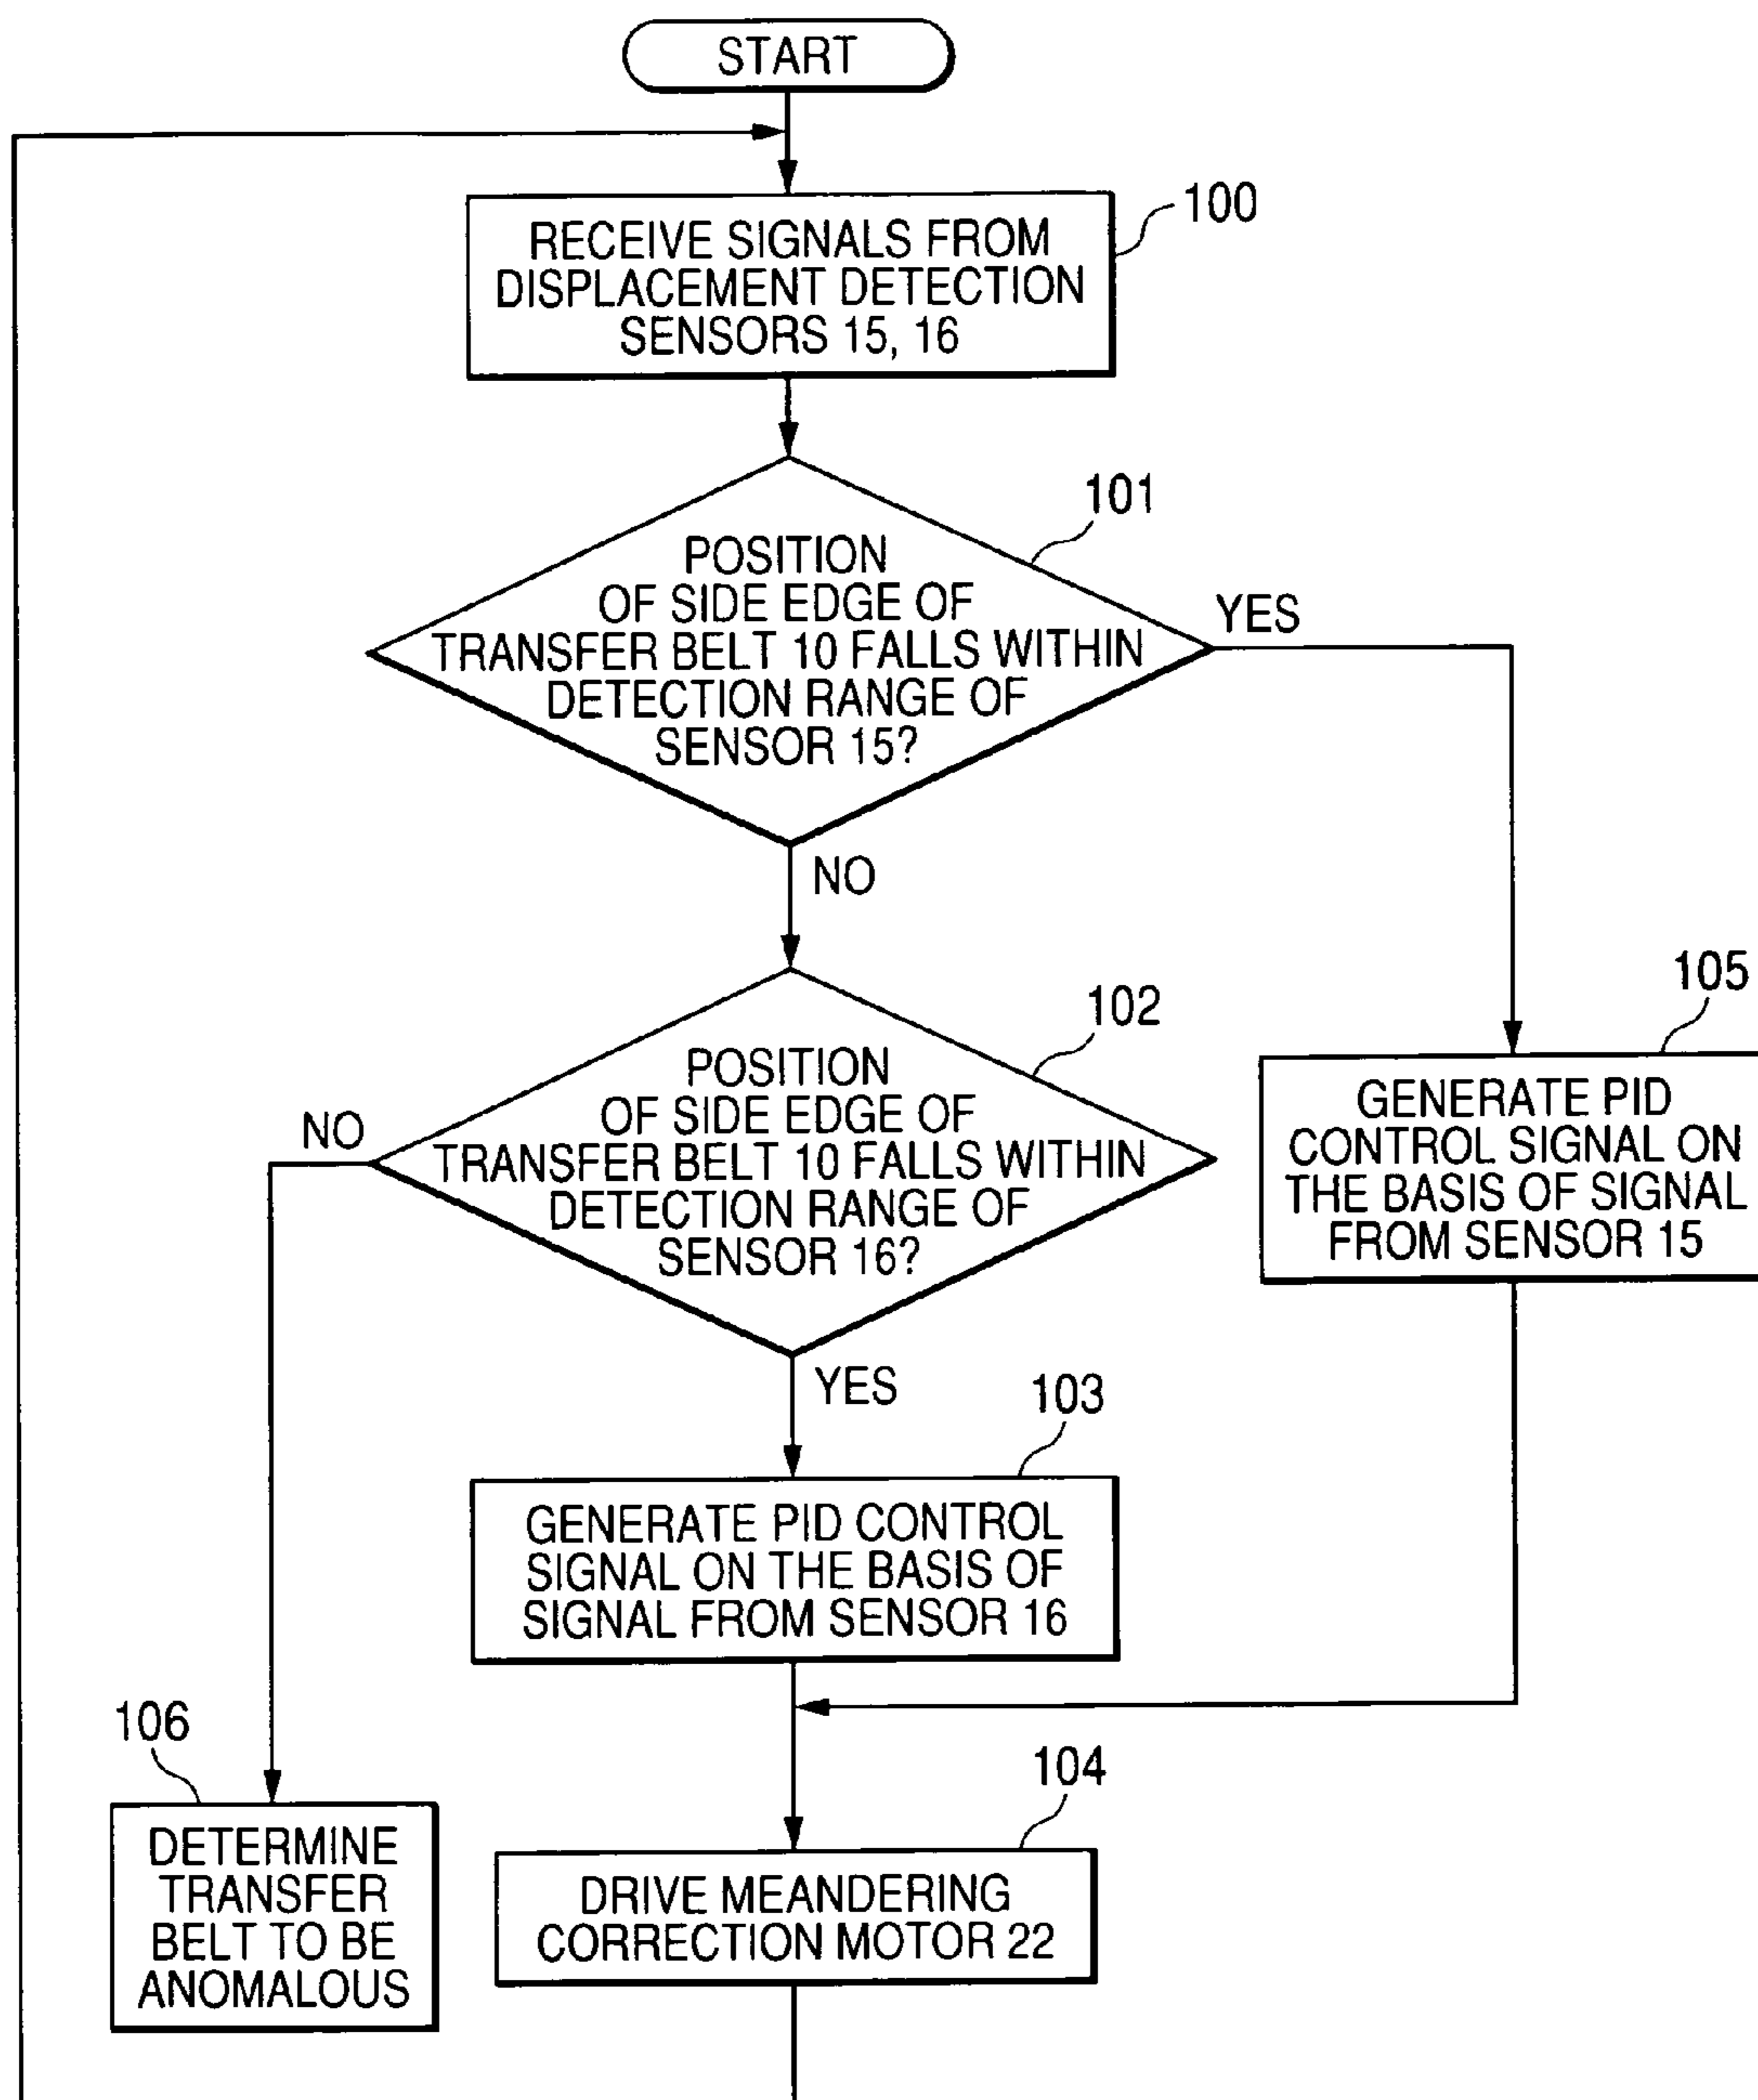 START
100
RECEIVE SIGNALS FROM
DISPLACEMENT DETECTION
SENSORS 15, 16
101
POSITION
OF SIDE EDGE OF
TRANSFER BELT 10 FALLS WITHIN
DETECTION RANGE OF
SENSOR 15?
YES
NO
102
POSITION
OF SIDE EDGE OF
TRANSFER BELT 10 FALLS WITHIN
DETECTION RANGE OF
SENSOR 16?
NO
YES
105
GENERATE PID
CONTROL SIGNAL ON
THE BASIS OF SIGNAL
FROM SENSOR 15
103
GENERATE PID CONTROL
SIGNAL ON THE BASIS OF
SIGNAL FROM SENSOR 16
106
DETERMINE
TRANSFER
BELT TO BE
ANOMALOUS
104
DRIVE MEANDERING
CORRECTION MOTOR 22